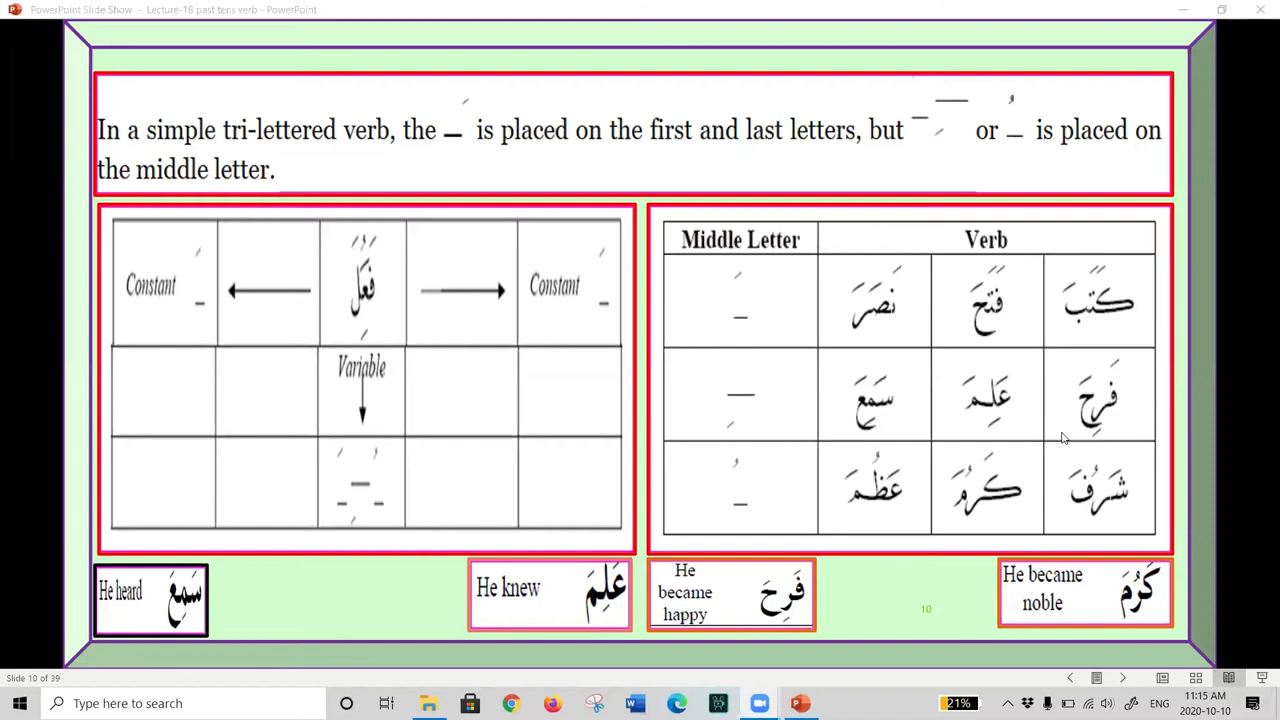 PowerPoint Slide Show - Lecture-18 past tens verb - PowerPoint
In a simple tri-lettered verb, the  َ is placed on the first and last letters, but  َ  ِ or  ُ is placed on
the middle letter.
Constant  َ
Constant  َ
Variable
Middle Letter Verb
 َ نَصَرَ فَتَحَ كَتَبَ
 ِ سَمِعَ عَلِمَ فَرِحَ
 ُ عَظُمَ كَرُمَ شَرُفَ
He heard سَمِعَ
He knew عَلِمَ
He
became
happy
فَرِحَ
He became
noble
كَرُمَ
10
Slide 10 of 39
Type here to search
21%
ENG
11:15 AM
2020-10-10